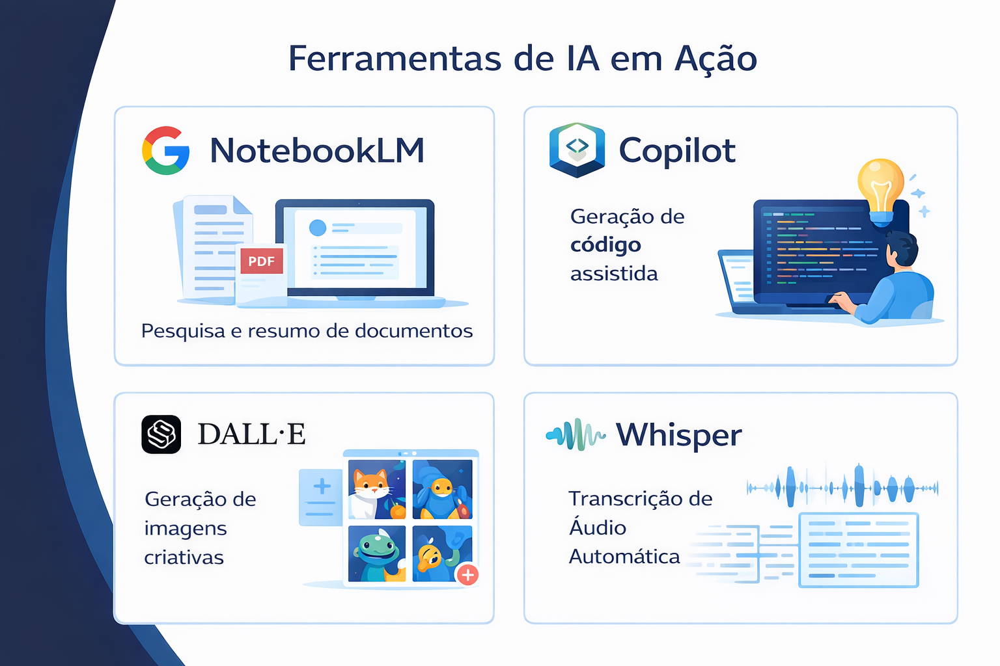 Ferramentas de IA em Ação
NotebookLM
PDF
Pesquisa e resumo de documentos
Copilot
Geração de
código
assistida
DALL·E
Geração de
imagens
criativas
Whisper
Transcrição de
Áudio
Automática